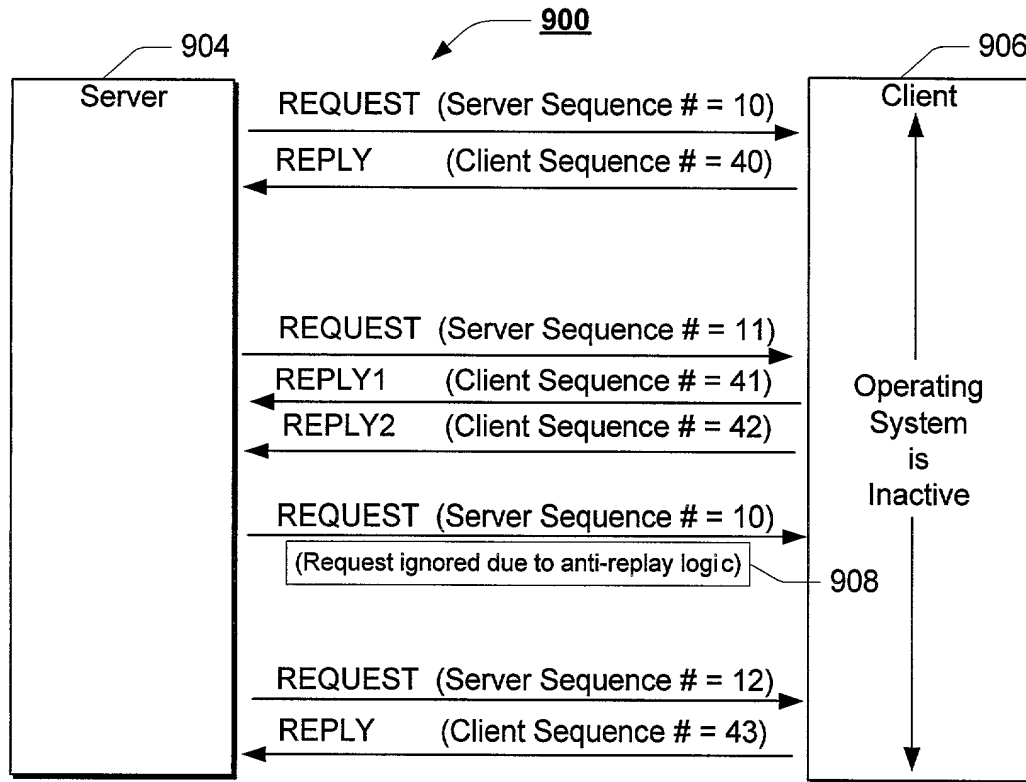 900
904
906
Server
Client
REQUEST (Server Sequence # = 10)
REPLY (Client Sequence # = 40)
REQUEST (Server Sequence # = 11)
REPLY1 (Client Sequence # = 41)
REPLY2 (Client Sequence # = 42)
Operating
System
is
Inactive
REQUEST (Server Sequence # = 10)
(Request ignored due to anti-replay logic)
908
REQUEST (Server Sequence # = 12)
REPLY (Client Sequence # = 43)